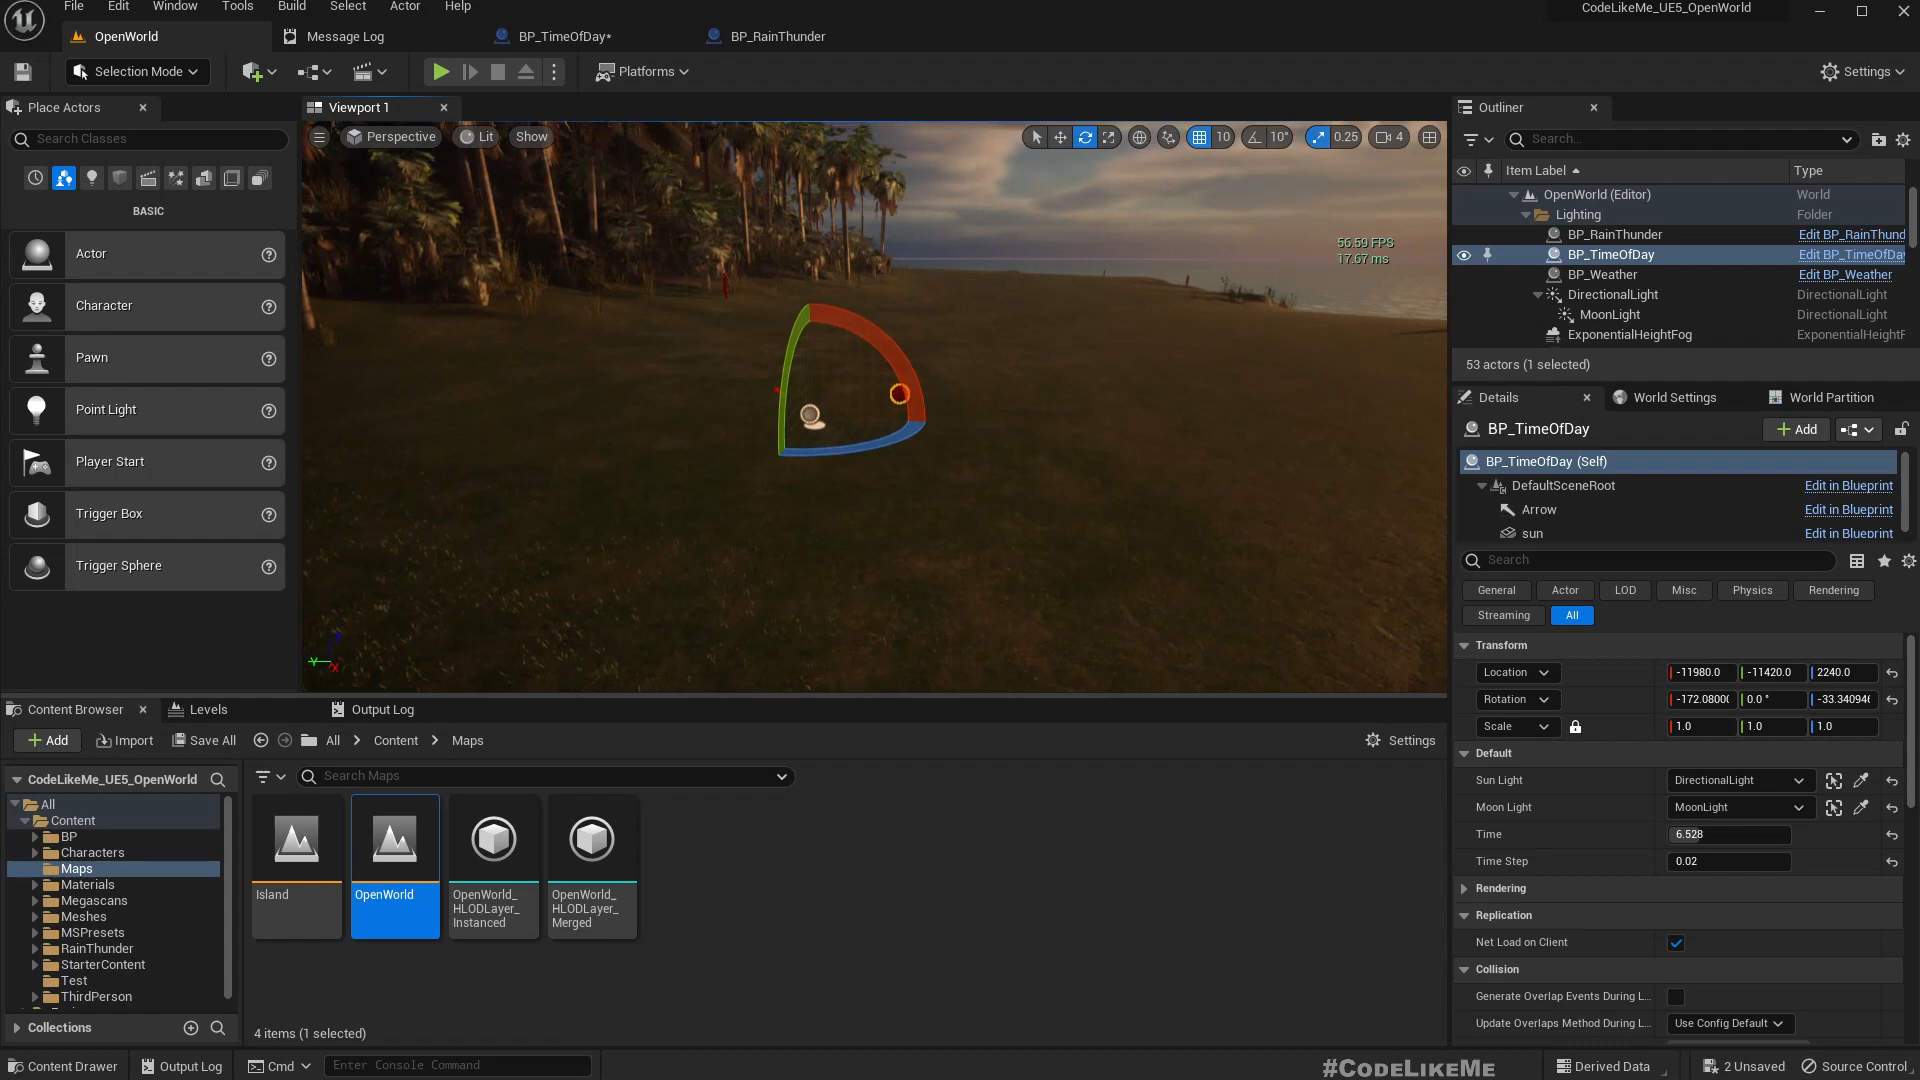 File Edit Window Tools Build Select Actor Help
CodeLikeMe_UE5_OpenWorld
OpenWorld
Message Log
BP_TimeOfDay*
BP_RainThunder
Selection Mode
Platforms
Settings
Place Actors
Search Classes
BASIC
Actor
Character
Pawn
Point Light
Player Start
Trigger Box
Trigger Sphere
Viewport 1
Perspective Lit Show
10 10° 0.25 4
56.59 FPS
17.67 ms
Outliner
Search...
Item Label Type
OpenWorld (Editor) World
Lighting Folder
BP_RainThunder Edit BP_RainThund
BP_TimeOfDay Edit BP_TimeOfDay
BP_Weather Edit BP_Weather
DirectionalLight DirectionalLight
MoonLight DirectionalLight
ExponentialHeightFog ExponentialHeightF
53 actors (1 selected)
Details World Settings World Partition
BP_TimeOfDay
Add
BP_TimeOfDay (Self)
DefaultSceneRoot Edit in Blueprint
Arrow Edit in Blueprint
sun Edit in Blueprint
Search
General Actor LOD Misc Physics Rendering
Streaming All
Transform
Location -11980.0 -11420.0 2240.0
Rotation -172.0800( 0.0 ° -33.34094
Scale 1.0 1.0 1.0
Default
Sun Light DirectionalLight
Moon Light MoonLight
Time 6.528
Time Step 0.02
Rendering
Replication
Net Load on Client
Collision
Generate Overlap Events During L...
Update Overlaps Method During L... Use Config Default
Content Browser Levels Output Log
Add Import Save All All Content Maps Settings
CodeLikeMe_UE5_OpenWorld
All
Content
BP
Characters
Maps
Materials
Megascans
Meshes
MSPresets
RainThunder
StarterContent
Test
ThirdPerson
Collections
Search Maps
Island
OpenWorld
OpenWorld_
HLODLayer_
Instanced
OpenWorld_
HLODLayer_
Merged
4 items (1 selected)
Content Drawer Output Log Cmd Enter Console Command
#CodeLikeMe
Derived Data 2 Unsaved Source Control